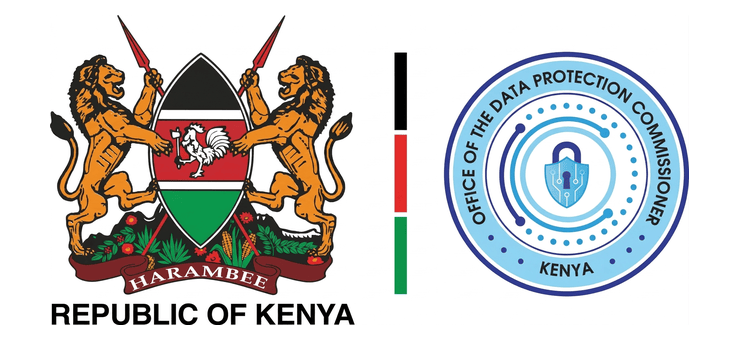 HARAMBEE
REPUBLIC OF KENYA
OFFICE OF THE DATA PROTECTION COMMISSIONER
KENYA